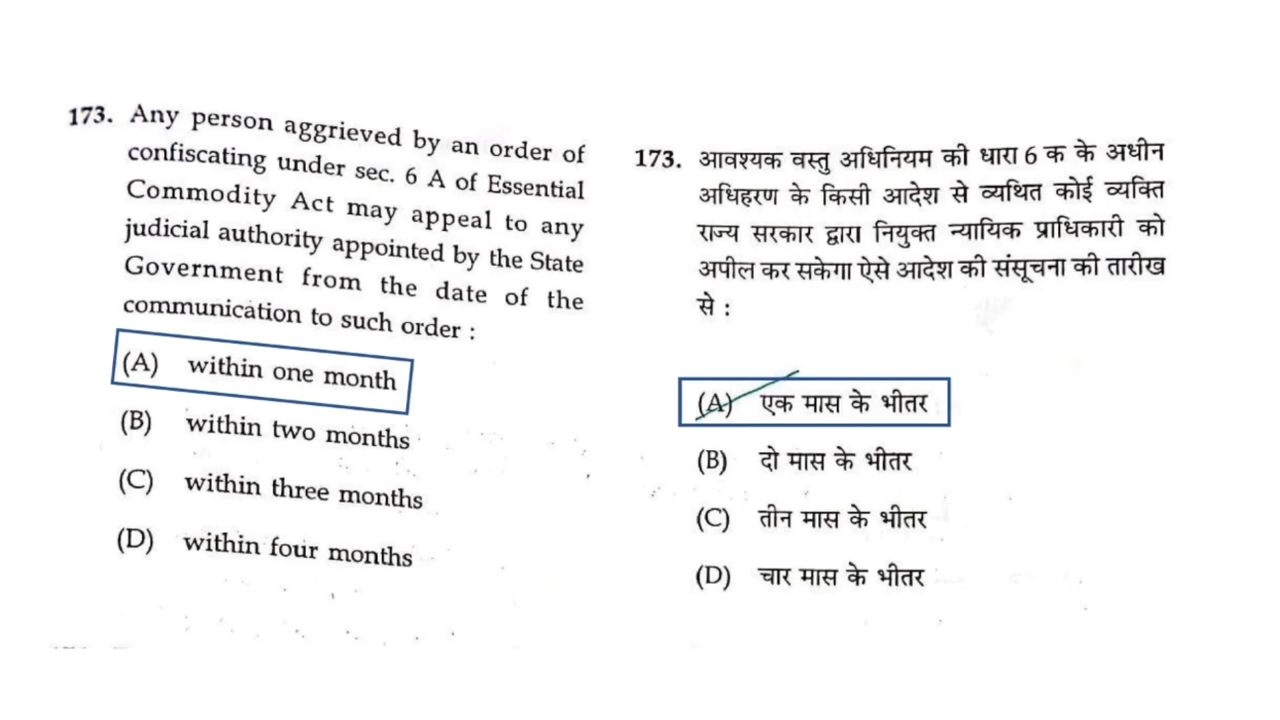 173. Any person aggrieved by an order of
confiscating under sec. 6 A of Essential
Commodity Act may appeal to any
judicial authority appointed by the State
Government from the date of the
communication to such order :
(A) within one month
(B) within two months
(C) within three months
(D) within four months
173. आवश्यक वस्तु अधिनियम की धारा 6 क के अधीन
अधिहरण के किसी आदेश से व्यथित कोई व्यक्ति
राज्य सरकार द्वारा नियुक्त न्यायिक प्राधिकारी को
अपील कर सकेगा ऐसे आदेश की संसूचना की तारीख
से :
(A) एक मास के भीतर
(B) दो मास के भीतर
(C) तीन मास के भीतर
(D) चार मास के भीतर